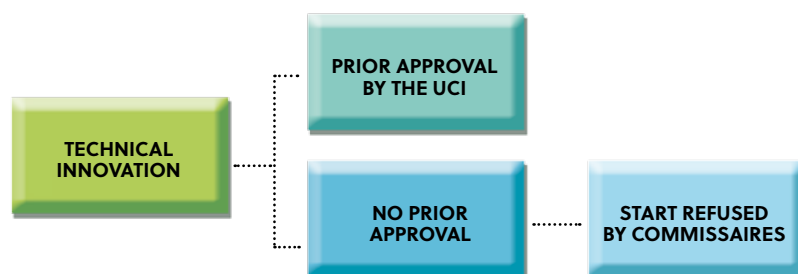 PRIOR APPROVAL
BY THE UCI
TECHNICAL
INNOVATION
NO PRIOR
APPROVAL
START REFUSED
BY COMMISSAIRES